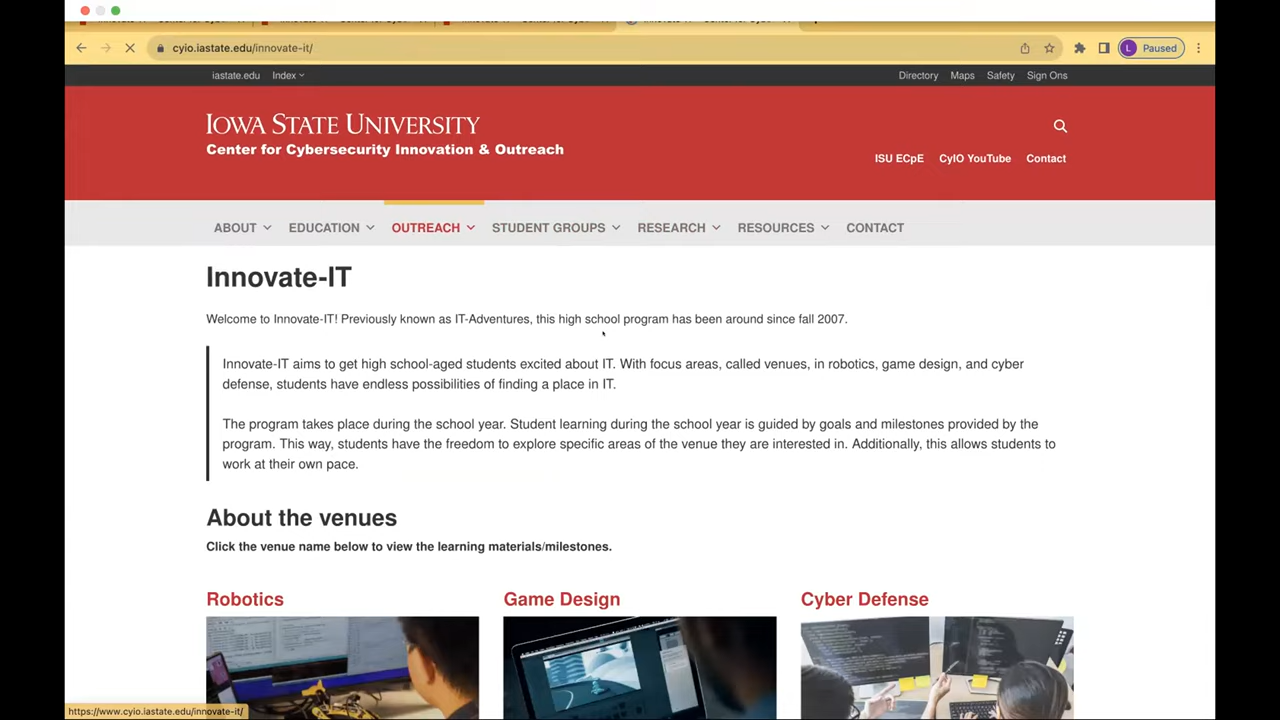 cyio.iastate.edu/innovate-it/
L Paused
iastate.edu Index
Directory Maps Safety Sign Ons
IOWA STATE UNIVERSITY
Center for Cybersecurity Innovation & Outreach
ISU ECpE CyIO YouTube Contact
ABOUT EDUCATION OUTREACH STUDENT GROUPS RESEARCH RESOURCES CONTACT
Innovate-IT
Welcome to Innovate-IT! Previously known as IT-Adventures, this high school program has been around since fall 2007.
Innovate-IT aims to get high school-aged students excited about IT. With focus areas, called venues, in robotics, game design, and cyber
defense, students have endless possibilities of finding a place in IT.
The program takes place during the school year. Student learning during the school year is guided by goals and milestones provided by the
program. This way, students have the freedom to explore specific areas of the venue they are interested in. Additionally, this allows students to
work at their own pace.
About the venues
Click the venue name below to view the learning materials/milestones.
Robotics Game Design Cyber Defense
https://www.cyio.iastate.edu/innovate-it/